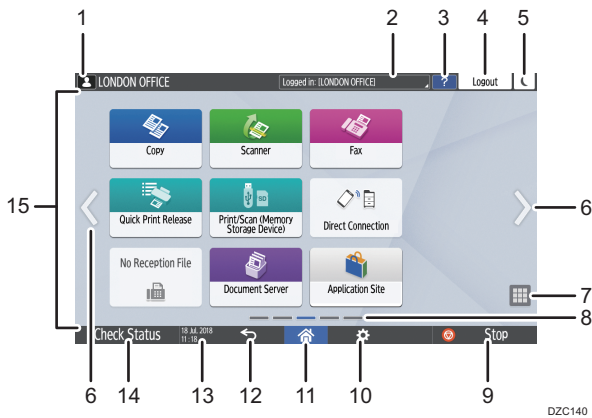 1
2
3
4
5
LONDON OFFICE
Logged in: [LONDON OFFICE]
?
Logout
Copy
Scanner
Fax
15
SD
Quick Print Release
Print/Scan (Memory
Storage Device)
Direct Connection
6
No Reception File
Document Server
Application Site
7
8
Check Status
18 Jul. 2018
11:18
Stop
6
14
13
12
11
10
9
DZC140